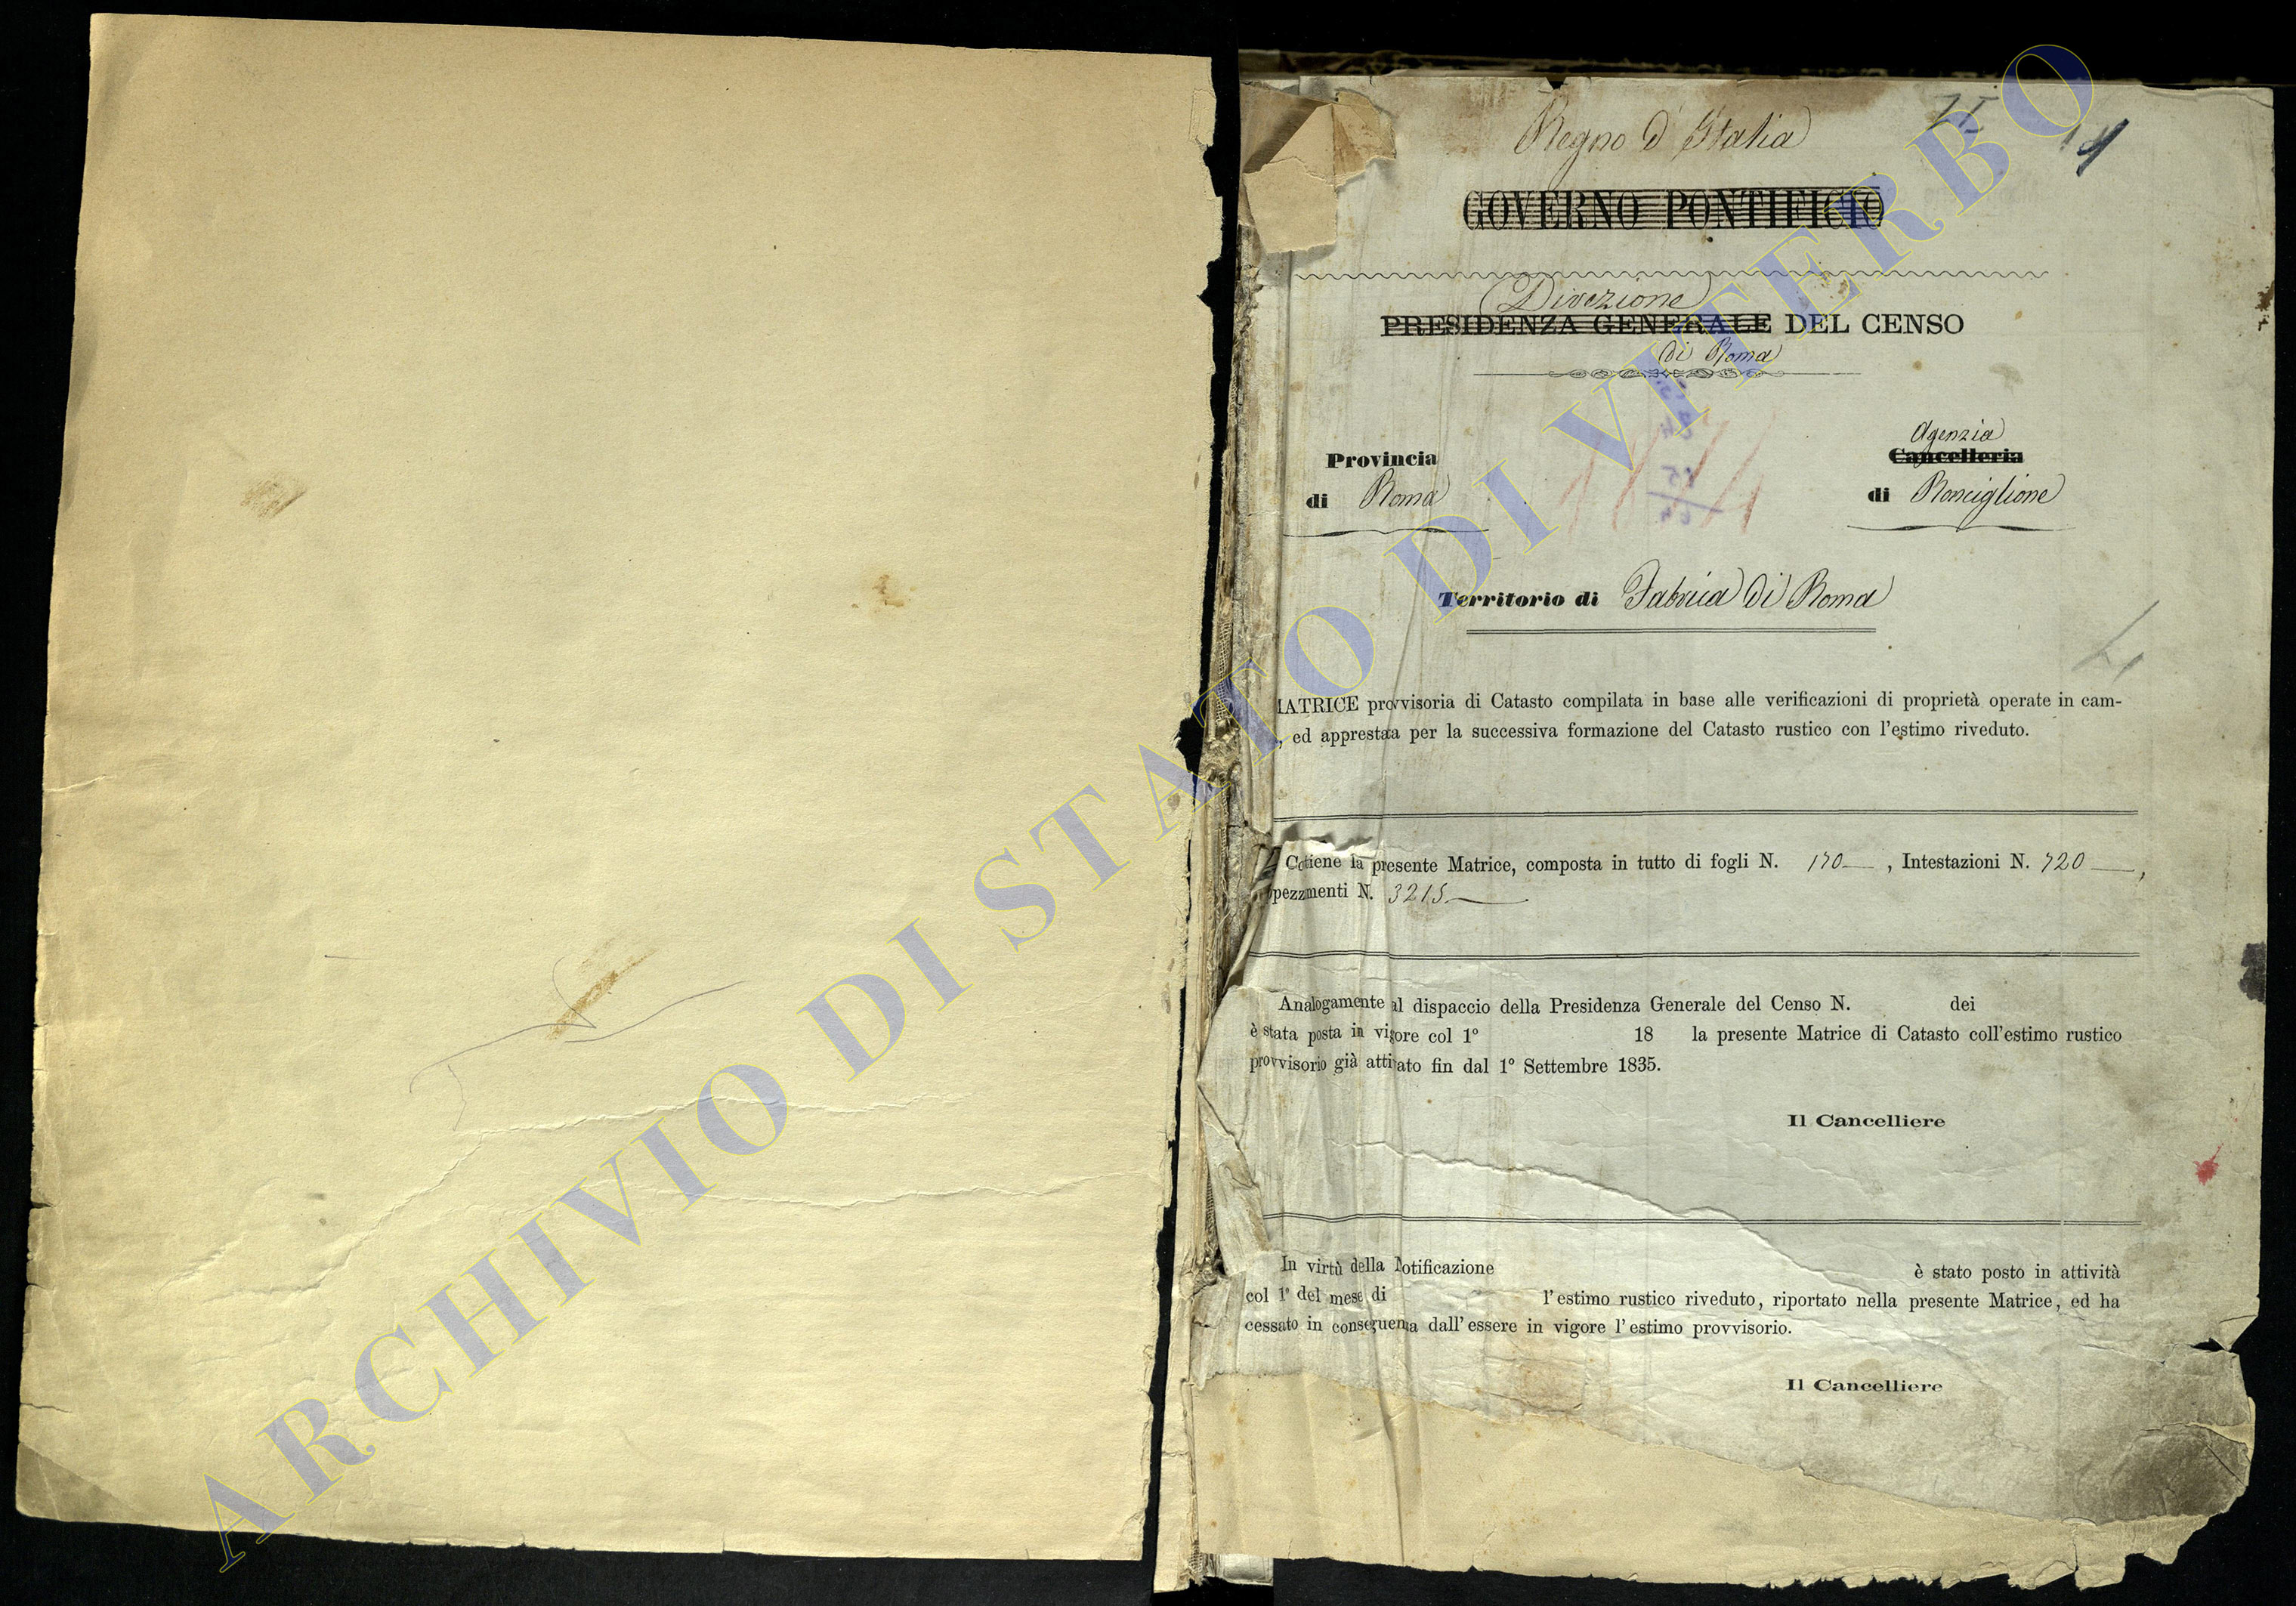 Regno d'Italia
GOVERNO PONTIFICIO
Direzione
PRESIDENZA GENERALE DEL CENSO
di Roma
Provincia
di Roma
Agenzia
Cancelleria
di Ronciglione
Territorio di Fabrica di Roma
MATRICE provvisoria di Catasto compilata in base alle verificazioni di proprietà operate in cam-
, ed apprestata per la successiva formazione del Catasto rustico con l'estimo riveduto.
Cotiene la presente Matrice, composta in tutto di fogli N. 170 , Intestazioni N. 720 ,
pezzmenti N. 3215
Analogamente al dispaccio della Presidenza Generale del Censo N. dei
è stata posta in vigore col 1° 18 la presente Matrice di Catasto coll'estimo rustico
provvisorio già attivato fin dal 1° Settembre 1835.
Il Cancelliere
In virtù della Notificazione è stato posto in attività
col 1° del mese di l'estimo rustico riveduto, riportato nella presente Matrice, ed ha
cessato in conseguenza dall'essere in vigore l'estimo provvisorio.
Il Cancelliere
ARCHIVIO DI STATO DI VITERBO